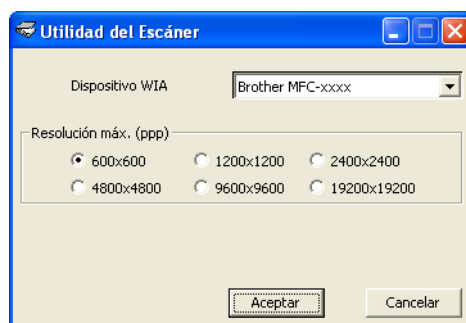 Utilidad del Escáner
Dispositivo WIA Brother MFC-xxxx
Resolución máx. (ppp)
600x600 1200x1200 2400x2400
4800x4800 9600x9600 19200x19200
Aceptar Cancelar